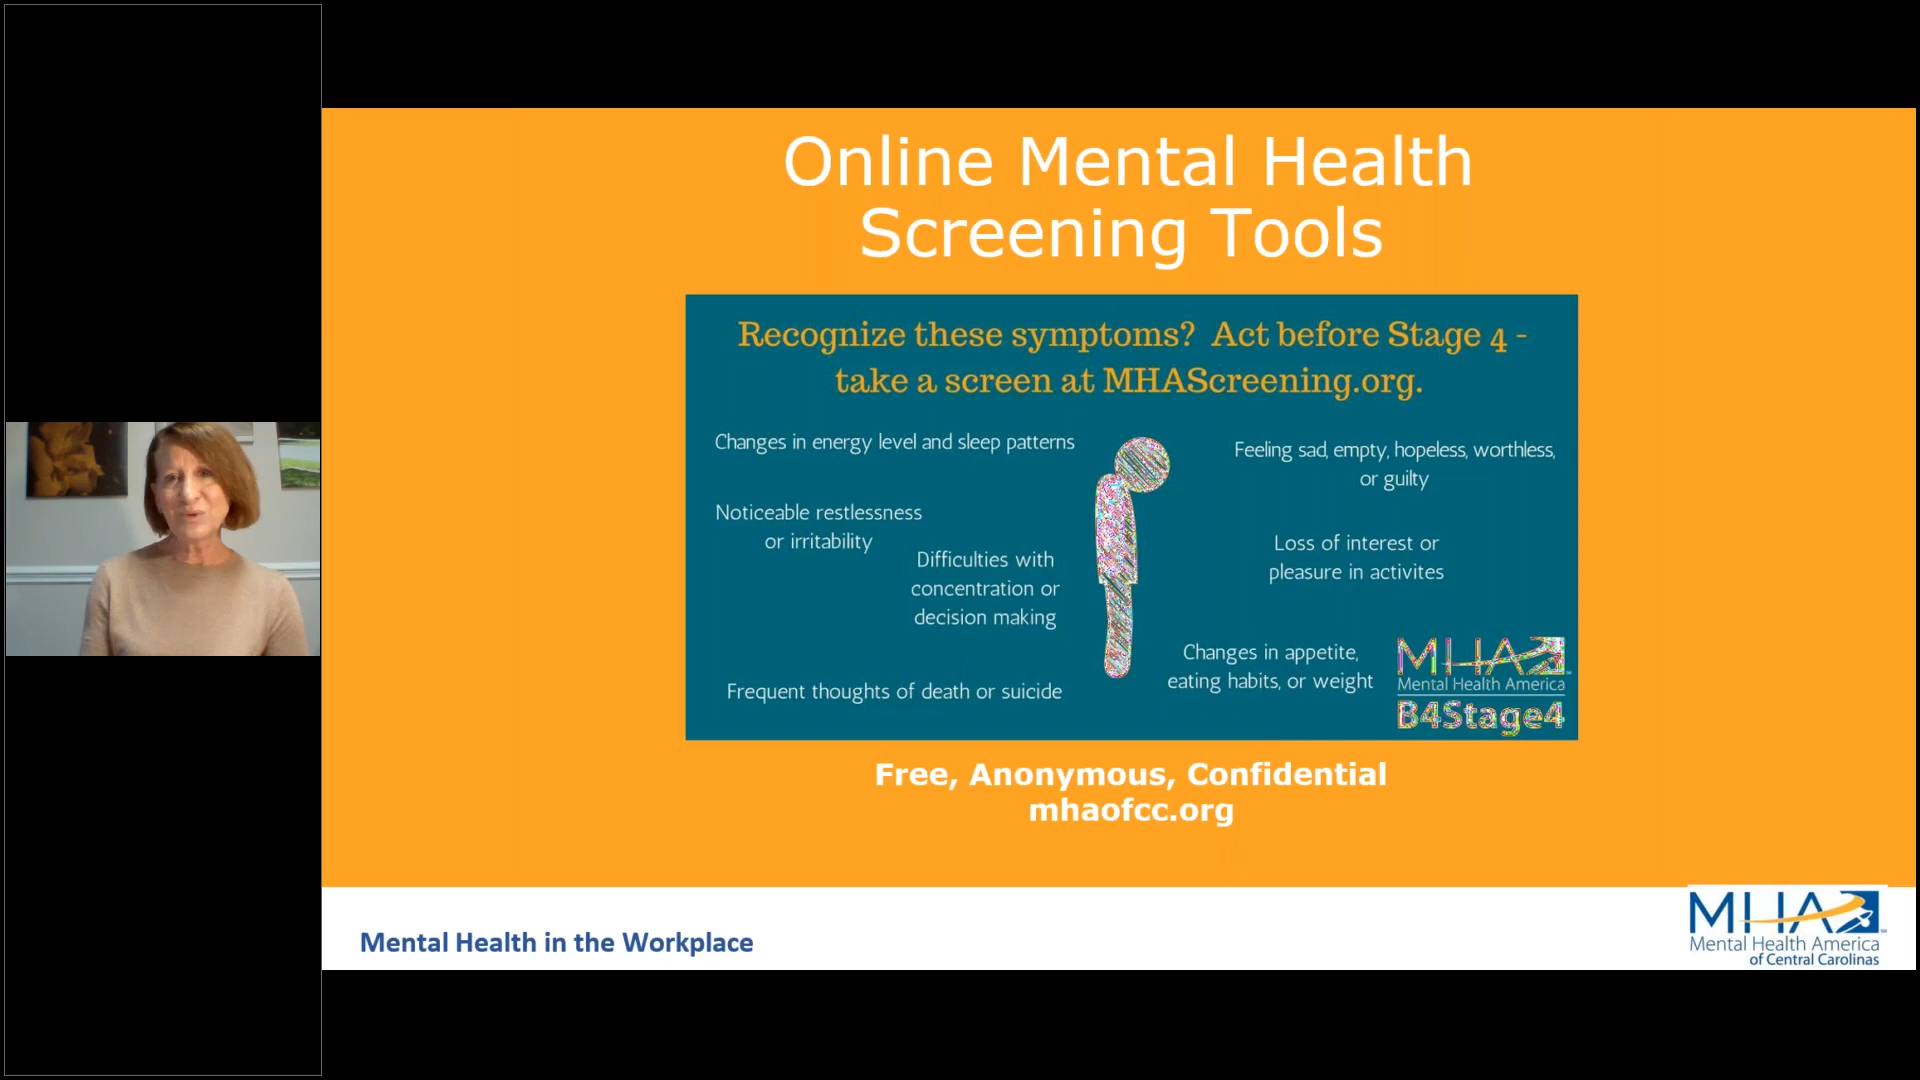 Online Mental Health
Screening Tools
Recognize these symptoms? Act before Stage 4 -
take a screen at MHAScreening.org.
Changes in energy level and sleep patterns
Noticeable restlessness
or irritability
Difficulties with
concentration or
decision making
Frequent thoughts of death or suicide
Feeling sad, empty, hopeless, worthless,
or guilty
Loss of interest or
pleasure in activites
Changes in appetite,
eating habits, or weight
MHA
Mental Health America
B4Stage4
Free, Anonymous, Confidential
mhaofcc.org
Mental Health in the Workplace
MHA
Mental Health America
of Central Carolinas